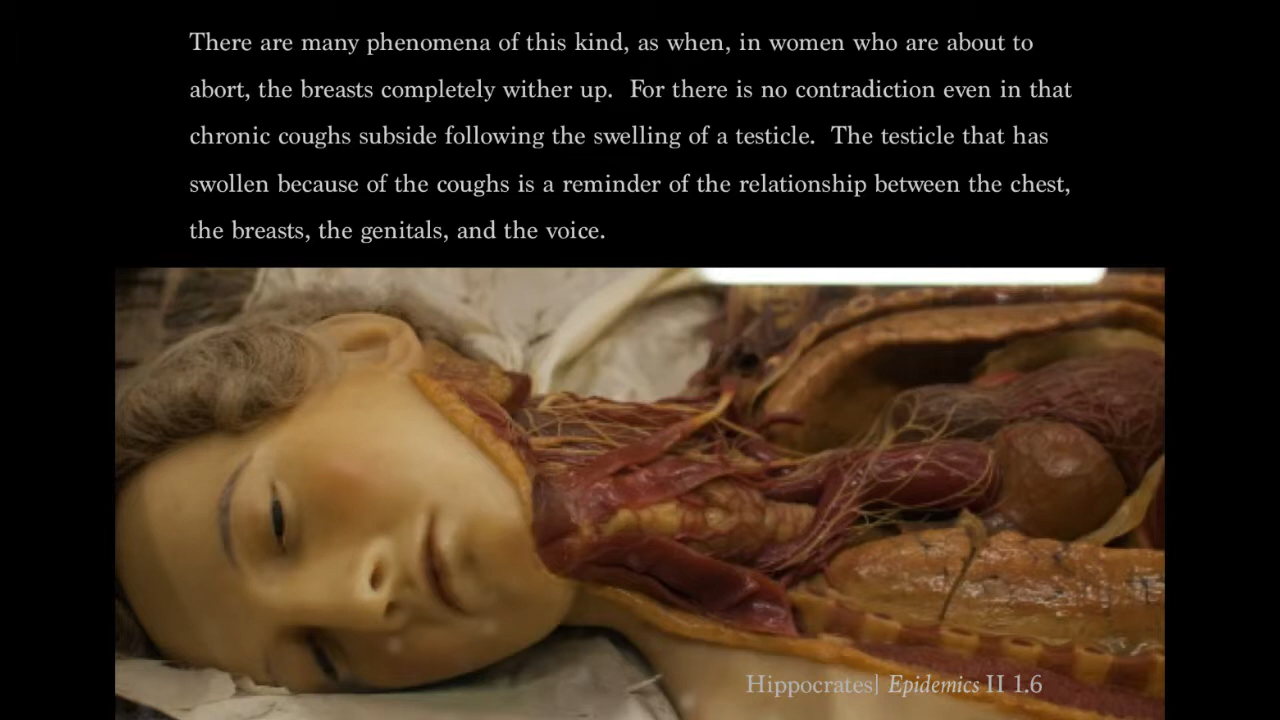 There are many phenomena of this kind, as when, in women who are about to
abort, the breasts completely wither up.  For there is no contradiction even in that
chronic coughs subside following the swelling of a testicle.  The testicle that has
swollen because of the coughs is a reminder of the relationship between the chest,
the breasts, the genitals, and the voice.
Hippocrates| Epidemics II 1.6